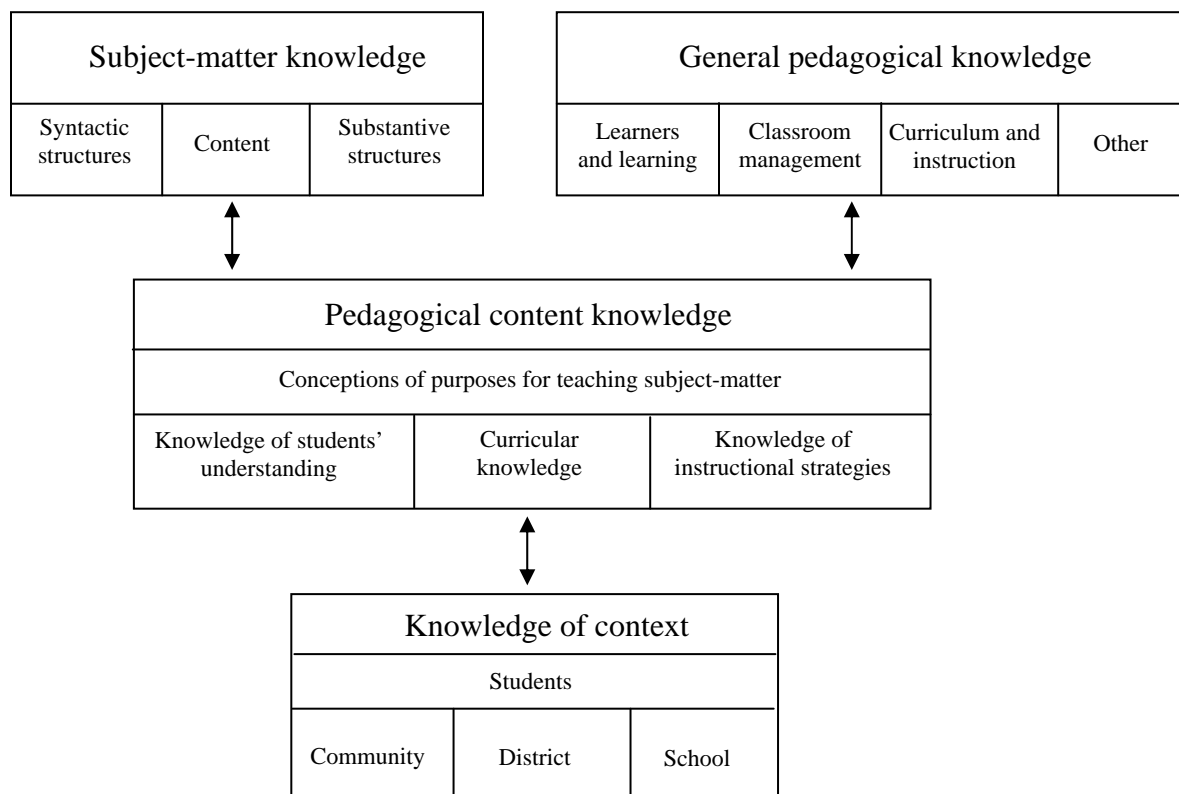 Subject-matter knowledge
Syntactic
structures
Content
Substantive
structures
General pedagogical knowledge
Learners
and learning
Classroom
management
Curriculum and
instruction
Other
Pedagogical content knowledge
Conceptions of purposes for teaching subject-matter
Knowledge of students’
understanding
Curricular
knowledge
Knowledge of
instructional strategies
Knowledge of context
Students
Community
District
School